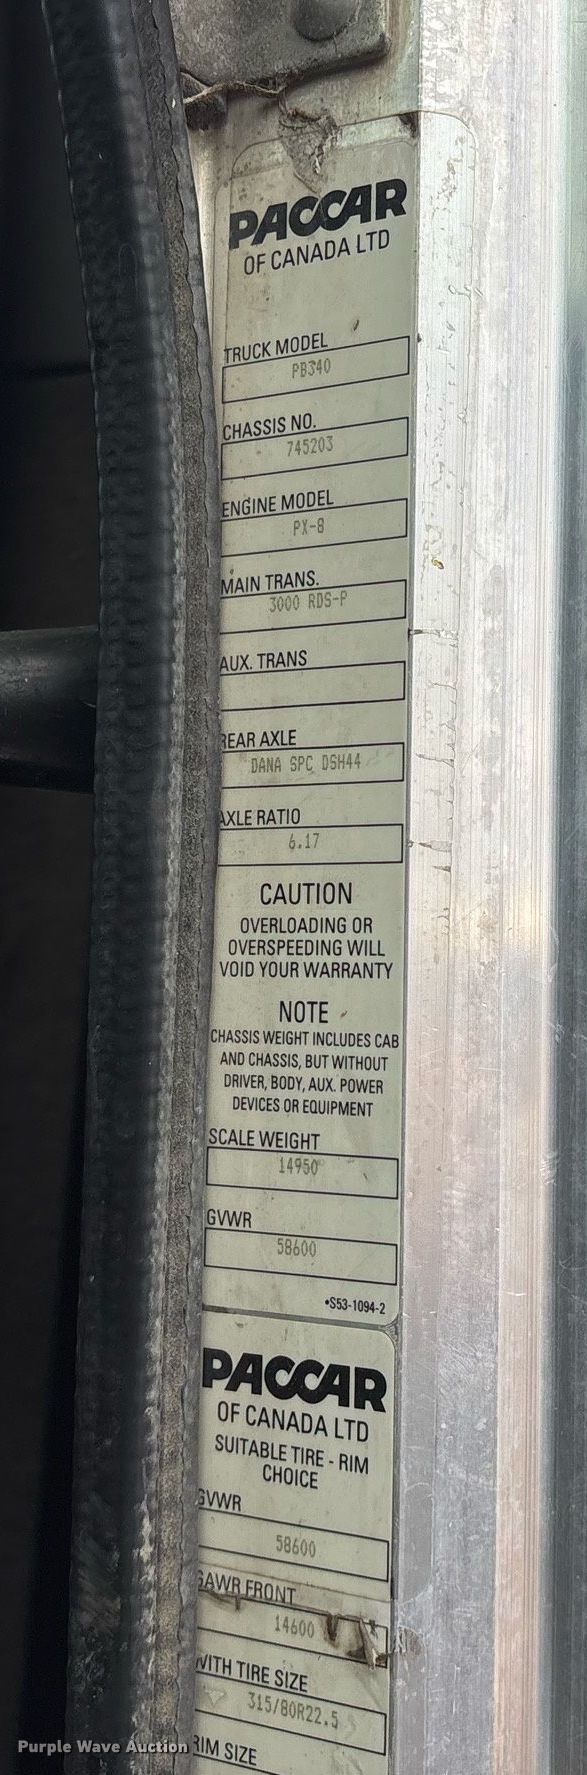 PACCAR
OF CANADA LTD
TRUCK MODEL
PB340
CHASSIS NO.
745203
ENGINE MODEL
PX-8
MAIN TRANS.
3000 RDS-P
AUX. TRANS
REAR AXLE
DANA SPC DSH44
AXLE RATIO
6.17
CAUTION
OVERLOADING OR
OVERSPEEDING WILL
VOID YOUR WARRANTY
NOTE
CHASSIS WEIGHT INCLUDES CAB
AND CHASSIS, BUT WITHOUT
DRIVER, BODY, AUX. POWER
DEVICES OR EQUIPMENT
SCALE WEIGHT
14950
GVWR
58600
•S53-1094-2
PACCAR
OF CANADA LTD
SUITABLE TIRE - RIM
CHOICE
GVWR
58600
GAWR FRONT
14600
WITH TIRE SIZE
315/80R22.5
RIM SIZE
Purple Wave Auction